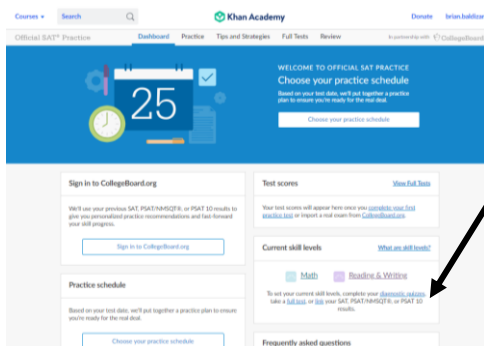 Courses ▾ Search Khan Academy Donate brian.baldizar
Official SAT® Practice Dashboard Practice Tips and Strategies Full Tests Review In partnership with CollegeBoard
WELCOME TO OFFICIAL SAT PRACTICE
Choose your practice schedule
Based on your test date, we'll put together a practice
plan to ensure you're ready for the real deal.
Choose your practice schedule
25
Sign in to CollegeBoard.org
We'll use your previous SAT, PSAT/NMSQT®, or PSAT 10 results to
give you personalized practice recommendations and fast-forward
your skill progress.
Sign in to CollegeBoard.org
Practice schedule
Based on your test date, we'll put together a practice plan to ensure
you're ready for the real deal.
Choose your practice schedule
Test scores View Full Tests
Your test scores will appear here once you complete your first
practice test or import a real exam from CollegeBoard.org.
Current skill levels What are skill levels?
Math Reading & Writing
To set your current skill levels, complete your diagnostic quizzes,
take a full test, or link your SAT, PSAT/NMSQT®, or PSAT 10
results.
Frequently asked questions